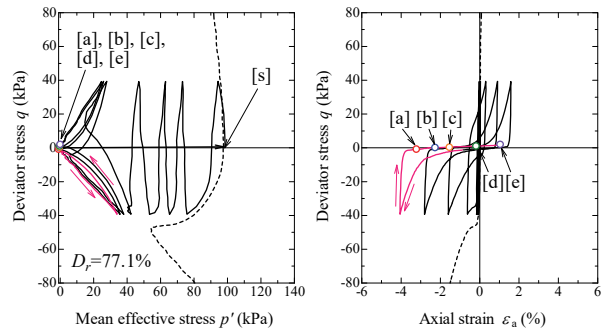 80
60
40
20
0
-20
-40
-60
-80
0 20 40 60 80 100 120 140
Deviator stress q (kPa)
Mean effective stress p′ (kPa)
[a], [b], [c],
[d], [e]
[s]
D_r=77.1%
80
60
40
20
0
-20
-40
-60
-80
-6 -4 -2 0 2 4 6
Deviator stress q (kPa)
Axial strain ε_a (%)
[a] [b] [c]
[d][e]